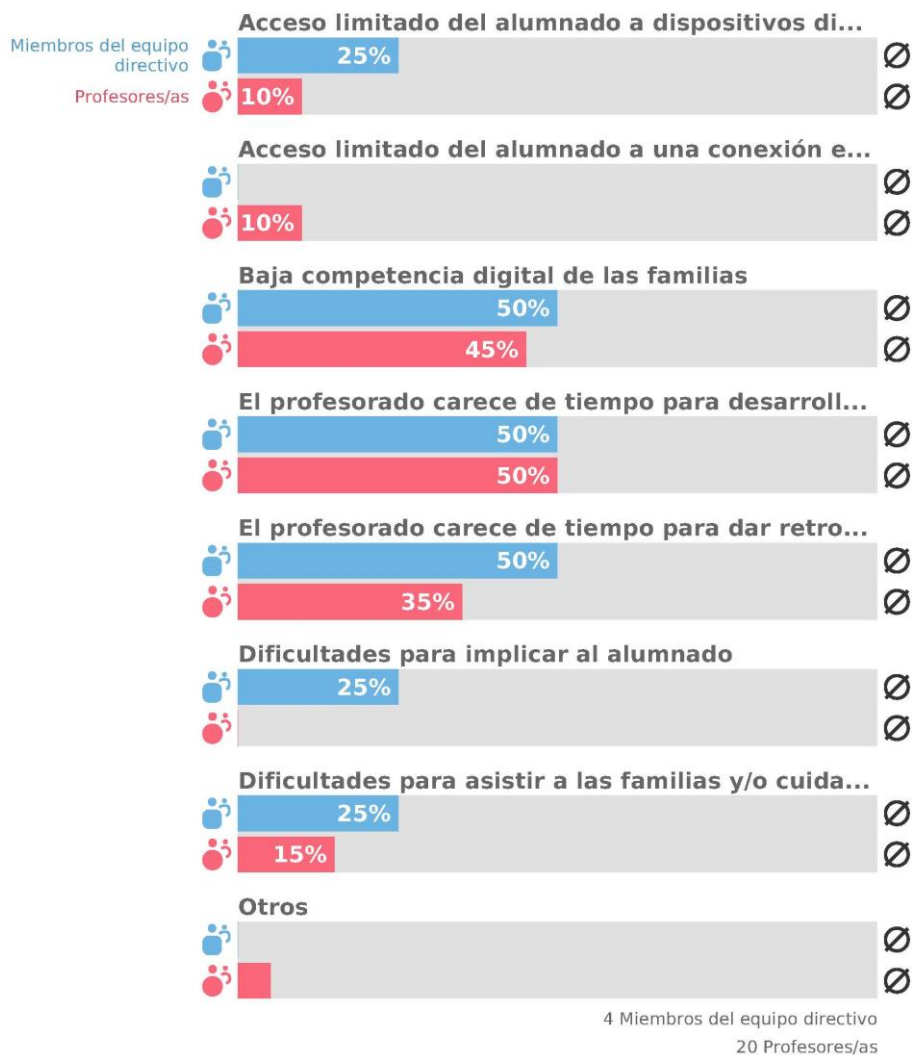 Acceso limitado del alumnado a dispositivos di...
Miembros del equipo
directivo
25%
Profesores/as
10%
Acceso limitado del alumnado a una conexión e...
10%
Baja competencia digital de las familias
50%
45%
El profesorado carece de tiempo para desarroll...
50%
50%
El profesorado carece de tiempo para dar retro...
50%
35%
Dificultades para implicar al alumnado
25%
Dificultades para asistir a las familias y/o cuida...
25%
15%
Otros
4 Miembros del equipo directivo
20 Profesores/as